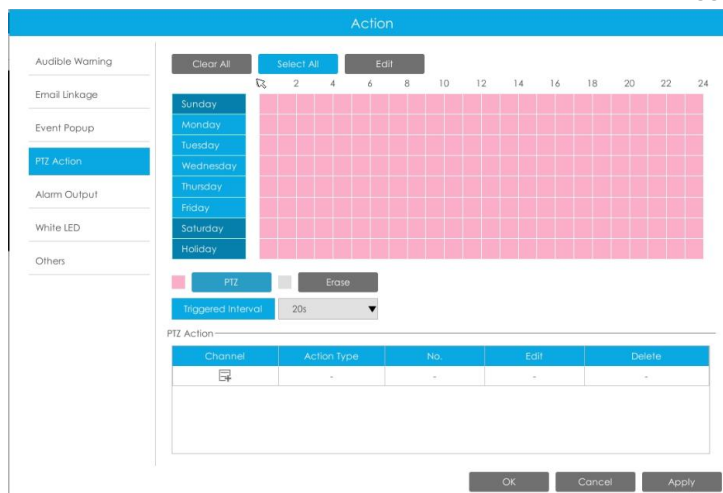 Action
Audible Warning
Email Linkage
Event Popup
PTZ Action
Alarm Output
White LED
Others
Clear All Select All Edit
2 4 6 8 10 12 14 16 18 20 22 24
Sunday
Monday
Tuesday
Wednesday
Thursday
Friday
Saturday
Holiday
PTZ Erase
Triggered Interval 20s
PTZ Action
Channel Action Type No. Edit Delete
- - - -
OK Cancel Apply